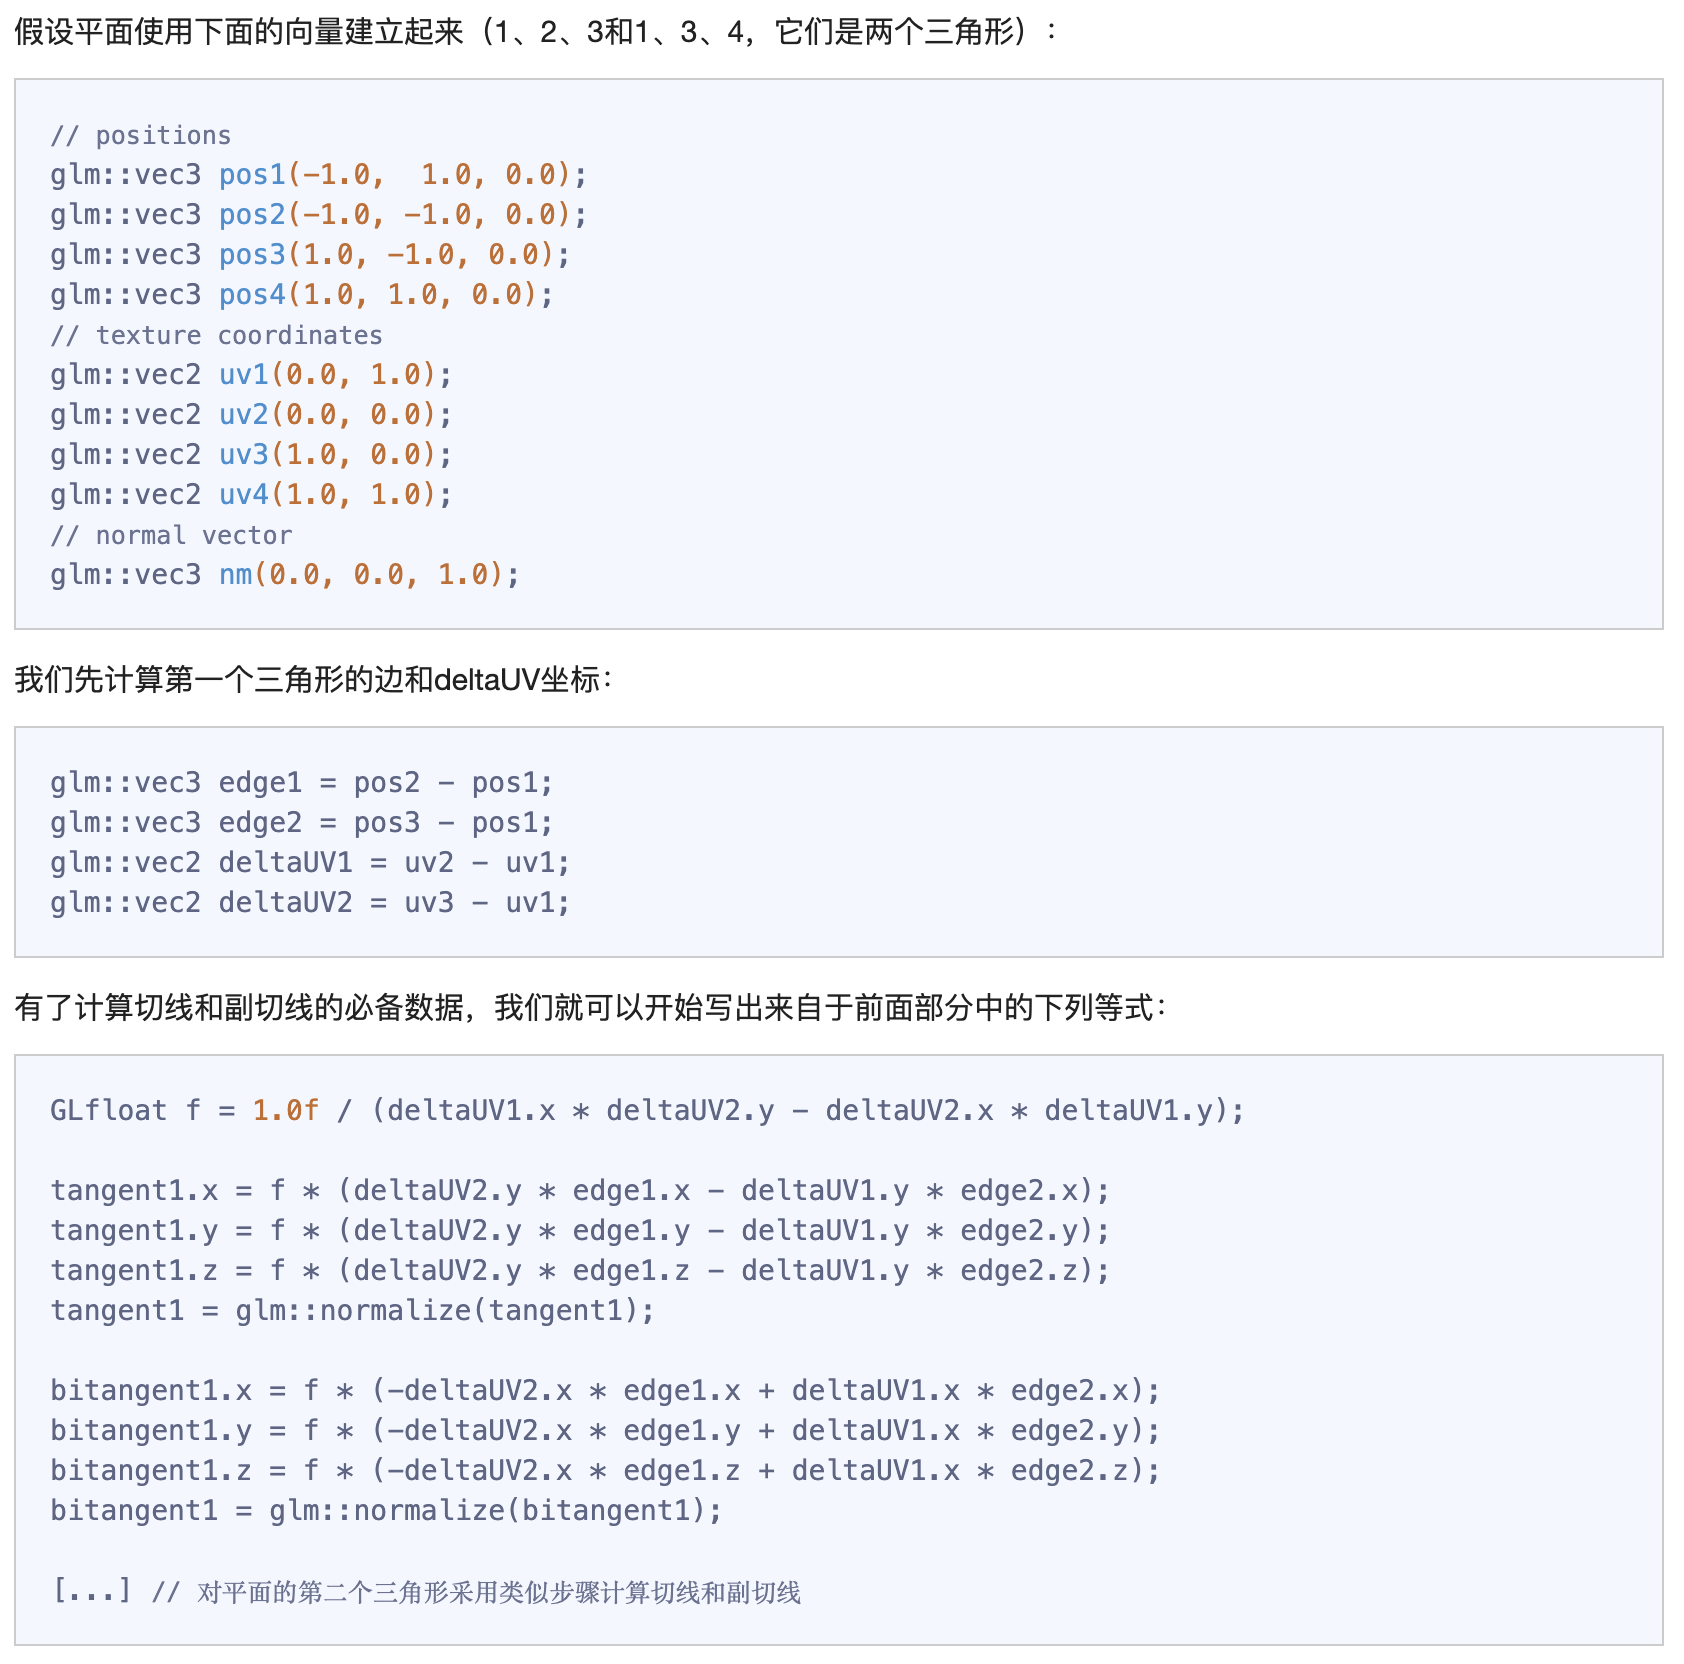 假设平面使用下面的向量建立起来（1、2、3和1、3、4，它们是两个三角形）：
// positions
glm::vec3 pos1(-1.0,  1.0, 0.0);
glm::vec3 pos2(-1.0, -1.0, 0.0);
glm::vec3 pos3(1.0, -1.0, 0.0);
glm::vec3 pos4(1.0, 1.0, 0.0);
// texture coordinates
glm::vec2 uv1(0.0, 1.0);
glm::vec2 uv2(0.0, 0.0);
glm::vec2 uv3(1.0, 0.0);
glm::vec2 uv4(1.0, 1.0);
// normal vector
glm::vec3 nm(0.0, 0.0, 1.0);
我们先计算第一个三角形的边和deltaUV坐标：
glm::vec3 edge1 = pos2 - pos1;
glm::vec3 edge2 = pos3 - pos1;
glm::vec2 deltaUV1 = uv2 - uv1;
glm::vec2 deltaUV2 = uv3 - uv1;
有了计算切线和副切线的必备数据，我们就可以开始写出来自于前面部分中的下列等式：
GLfloat f = 1.0f / (deltaUV1.x * deltaUV2.y - deltaUV2.x * deltaUV1.y);
tangent1.x = f * (deltaUV2.y * edge1.x - deltaUV1.y * edge2.x);
tangent1.y = f * (deltaUV2.y * edge1.y - deltaUV1.y * edge2.y);
tangent1.z = f * (deltaUV2.y * edge1.z - deltaUV1.y * edge2.z);
tangent1 = glm::normalize(tangent1);
bitangent1.x = f * (-deltaUV2.x * edge1.x + deltaUV1.x * edge2.x);
bitangent1.y = f * (-deltaUV2.x * edge1.y + deltaUV1.x * edge2.y);
bitangent1.z = f * (-deltaUV2.x * edge1.z + deltaUV1.x * edge2.z);
bitangent1 = glm::normalize(bitangent1);
[...] // 对平面的第二个三角形采用类似步骤计算切线和副切线